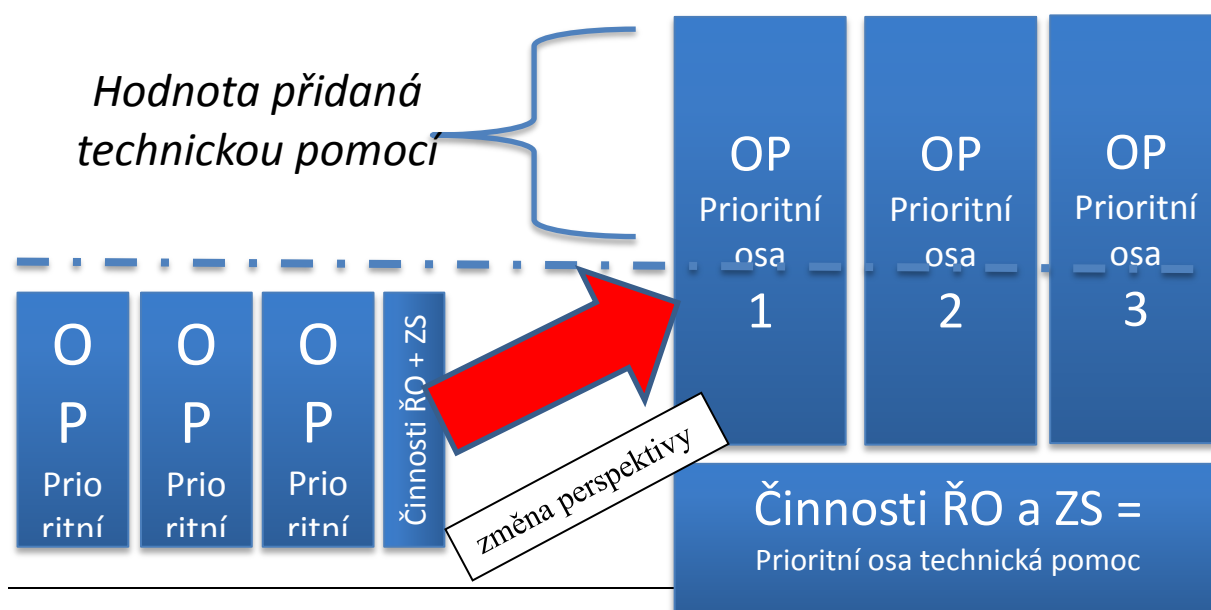 Hodnota přidaná
technickou pomocí
O
P
Prio
ritní
O
P
Prio
ritní
O
P
Prio
ritní
Činnosti ŘO + ZS
změna perspektivy
OP
Prioritní
osa
1
OP
Prioritní
osa
2
OP
Prioritní
osa
3
Činnosti ŘO a ZS =
Prioritní osa technická pomoc